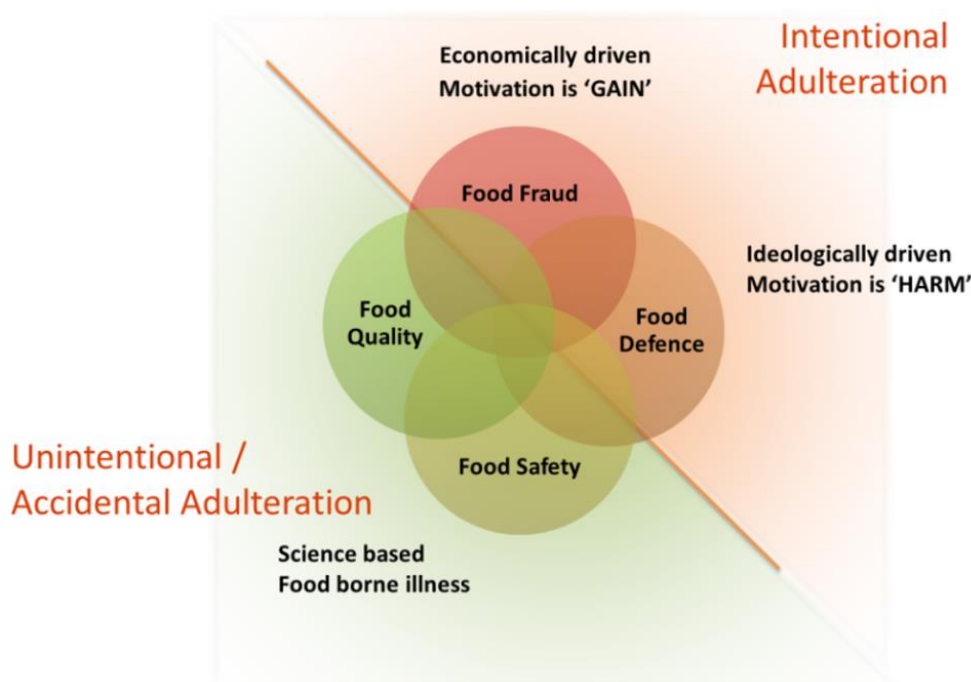 Intentional
Adulteration
Economically driven
Motivation is ‘GAIN’
Food Fraud
Ideologically driven
Motivation is ‘HARM’
Food
Quality
Food
Defence
Unintentional /
Accidental Adulteration
Food Safety
Science based
Food borne illness